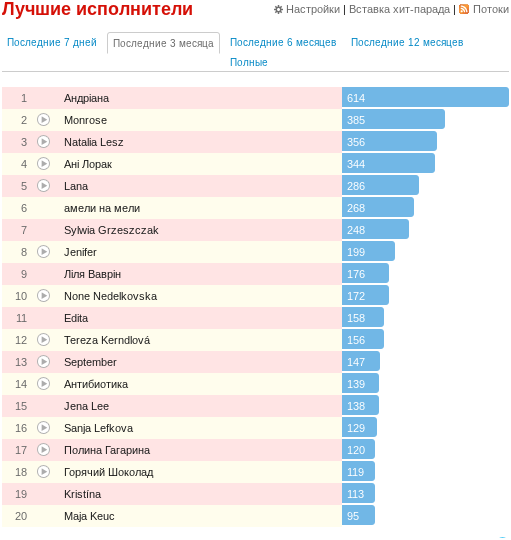 Лучшие исполнители
Настройки | Вставка хит-парада | Потоки
Последние 7 дней Последние 3 месяца Последние 6 месяцев Последние 12 месяцев
Полные
1 Андріана 614
2 Monrose 385
3 Natalia Lesz 356
4 Ані Лорак 344
5 Lana 286
6 амели на мели 268
7 Sylwia Grzeszczak 248
8 Jenifer 199
9 Ліля Ваврін 176
10 None Nedelkovska 172
11 Edita 158
12 Tereza Kerndlová 156
13 September 147
14 Антибиотика 139
15 Jena Lee 138
16 Sanja Lefkova 129
17 Полина Гагарина 120
18 Горячий Шоколад 119
19 Kristína 113
20 Maja Keuc 95